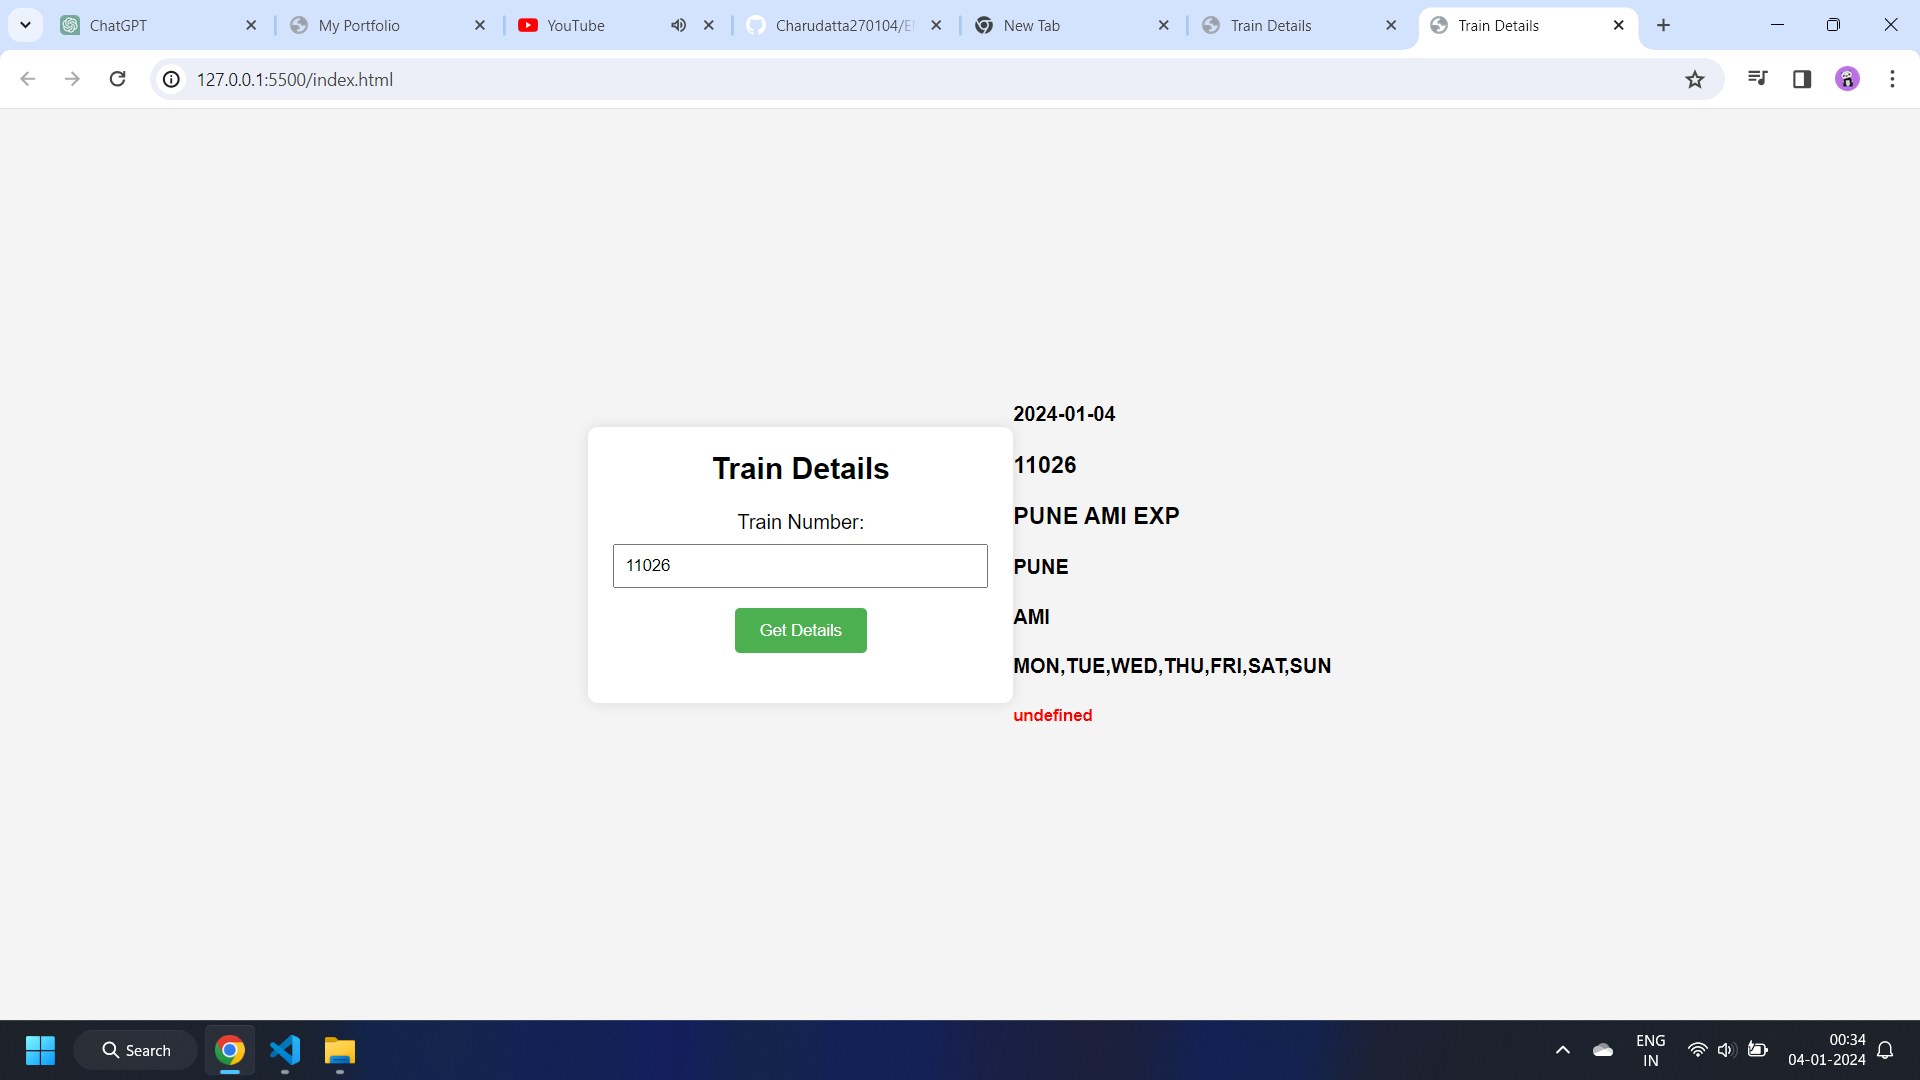 ChatGPT
My Portfolio
YouTube
Charudatta270104/
New Tab
Train Details
Train Details
127.0.0.1:5500/index.html
Train Details
Train Number:
11026
Get Details
2024-01-04
11026
PUNE AMI EXP
PUNE
AMI
MON,TUE,WED,THU,FRI,SAT,SUN
undefined
Search
ENG
IN
00:34
04-01-2024